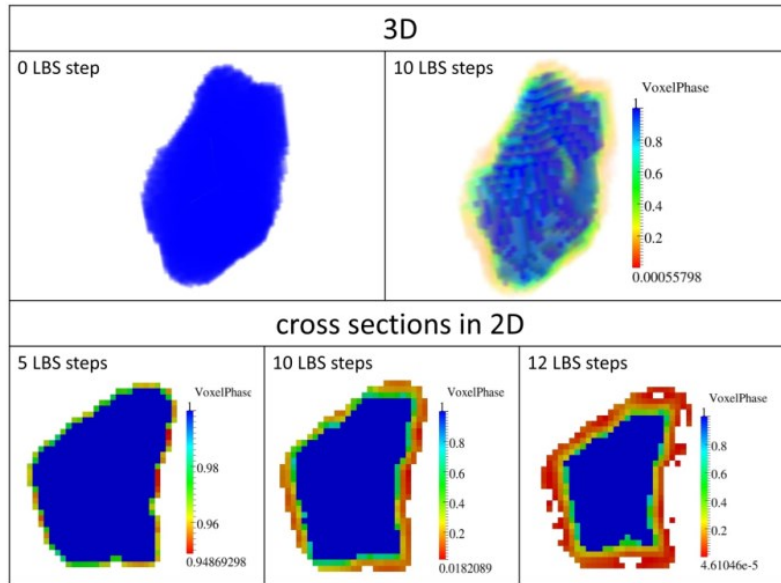 3D
0 LBS step
10 LBS steps
VoxelPhase
1
0.8
0.6
0.4
0.2
0.00055798
cross sections in 2D
5 LBS steps
VoxelPhase
1
0.98
0.96
0.94869298
10 LBS steps
VoxelPhase
1
0.8
0.6
0.4
0.2
0.0182089
12 LBS steps
VoxelPhase
1
0.8
0.6
0.4
0.2
4.61046e-5